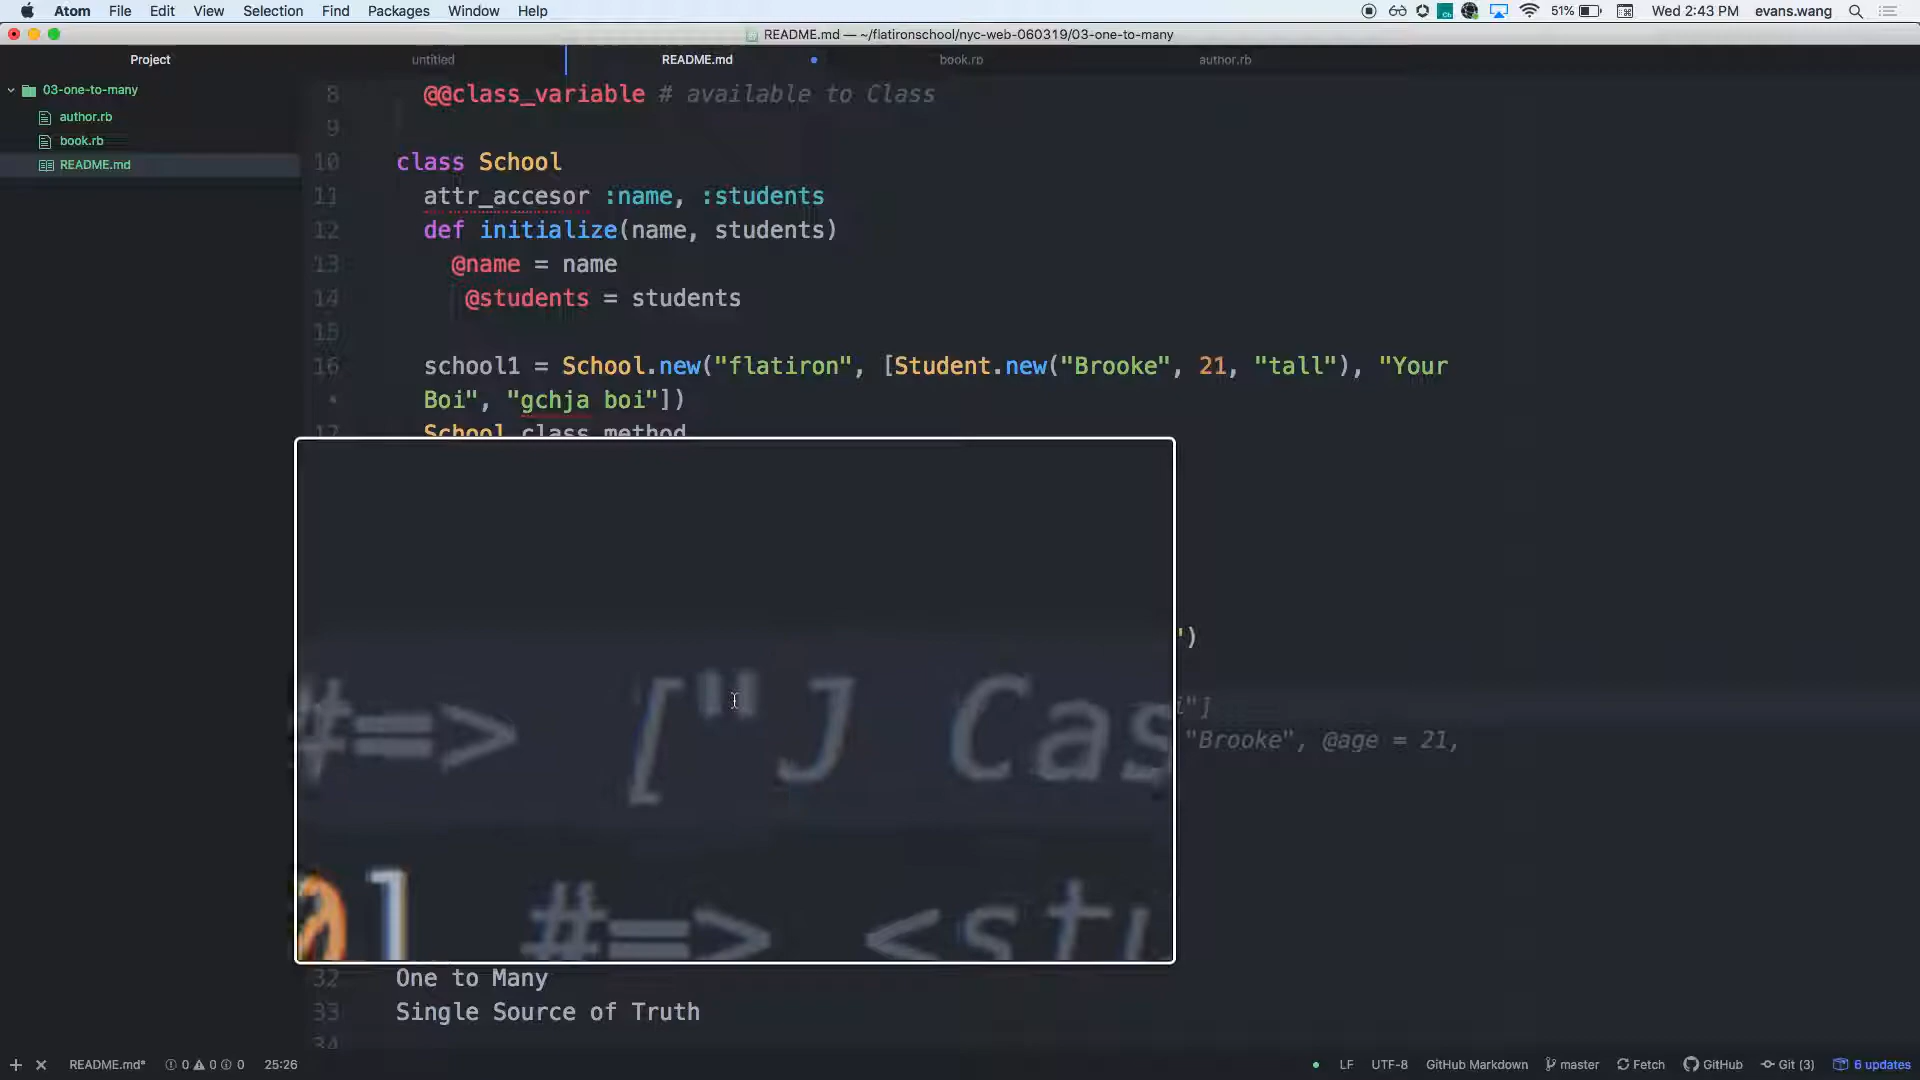 Atom File Edit View Selection Find Packages Window Help
51% Wed 2:43 PM evans.wang
README.md — ~/flatironschool/nyc-web-060319/03-one-to-many
Project untitled README.md book.rb author.rb
03-one-to-many
author.rb
book.rb
README.md
8 @@class_variable # available to Class
9
10 class School
11 attr_accesor :name, :students
12 def initialize(name, students)
13 @name = name
14 @students = students
15
16 school1 = School.new("flatiron", [Student.new("Brooke", 21, "tall"), "Your
Boi", "gchja boi"])
17 School class method
")
#=> ["J Cas
i"]
"Brooke", @age = 21,
#=> <stu
32 One to Many
33 Single Source of Truth
34
README.md* 0 0 0 25:26
LF UTF-8 GitHub Markdown master Fetch GitHub Git (3) 6 updates